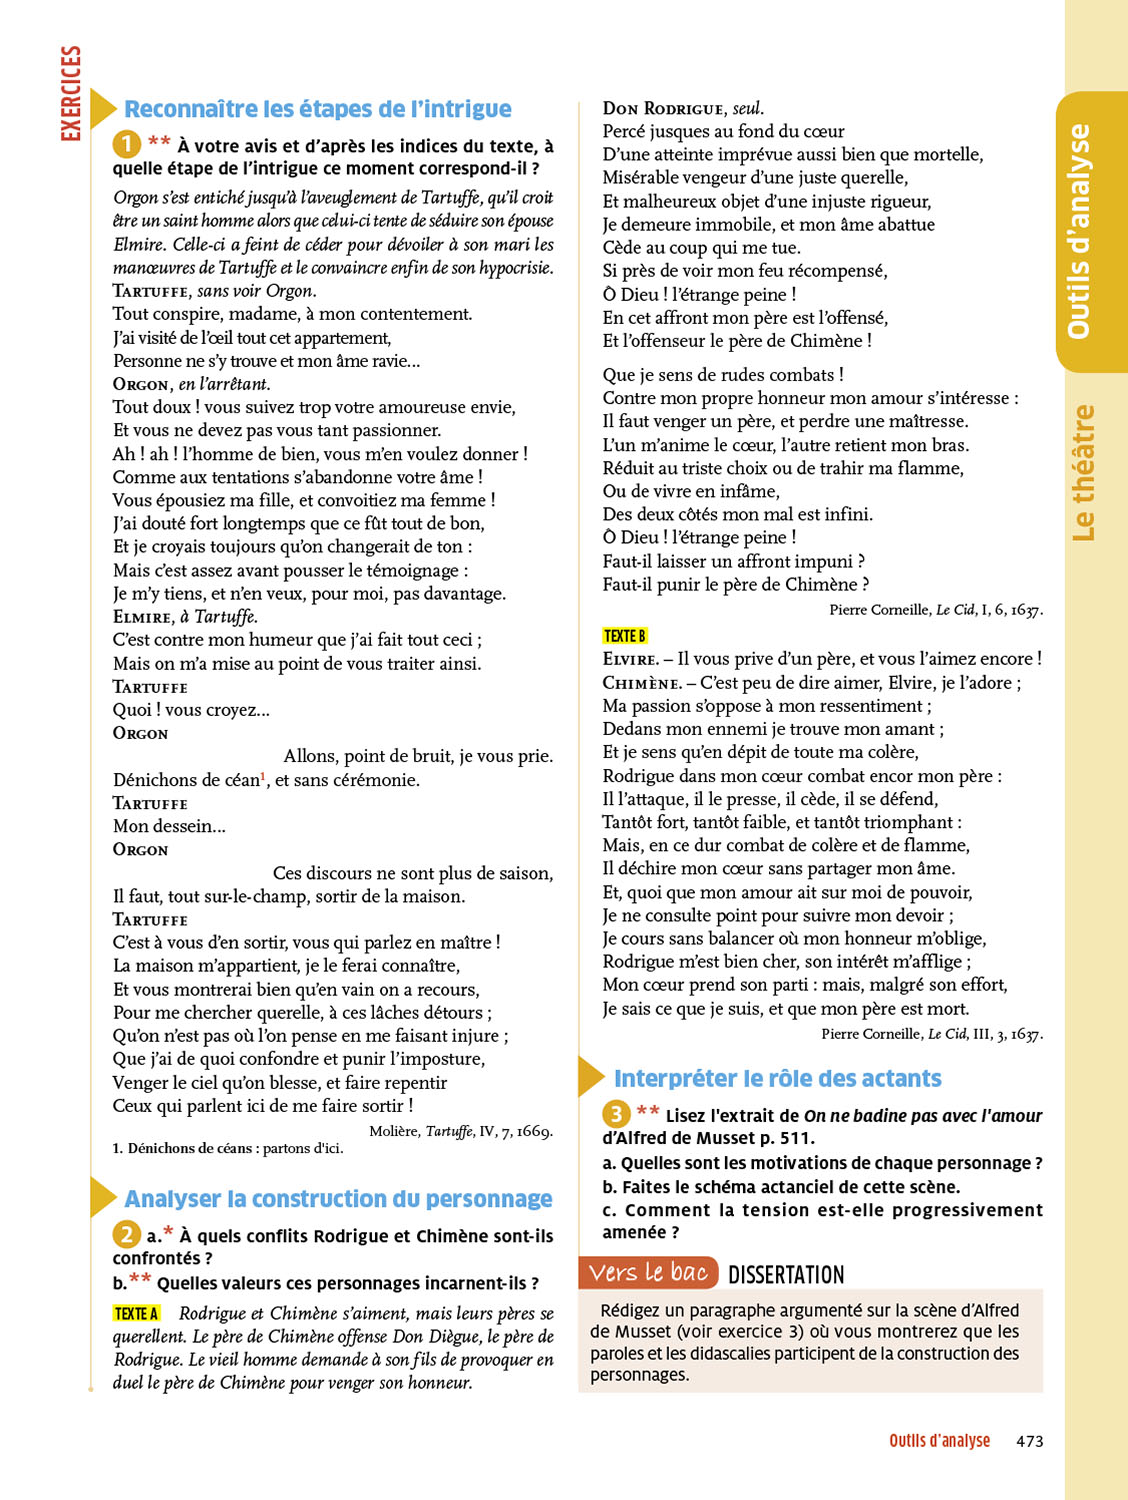 EXERCICES
Reconnaître les étapes de l'intrigue
1 ** À votre avis et d'après les indices du texte, à
quelle étape de l'intrigue ce moment correspond-il ?
Orgon s'est entiché jusqu'à l'aveuglement de Tartuffe, qu'il croit
être un saint homme alors que celui-ci tente de séduire son épouse
Elmire. Celle-ci a feint de céder pour dévoiler à son mari les
manœuvres de Tartuffe et le convaincre enfin de son hypocrisie.
TARTUFFE, sans voir Orgon.
Tout conspire, madame, à mon contentement.
J'ai visité de l'œil tout cet appartement,
Personne ne s'y trouve et mon âme ravie...
ORGON, en l'arrêtant.
Tout doux ! vous suivez trop votre amoureuse envie,
Et vous ne devez pas vous tant passionner.
Ah ! ah ! l'homme de bien, vous m'en voulez donner !
Comme aux tentations s'abandonne votre âme !
Vous épousiez ma fille, et convoitiez ma femme !
J'ai douté fort longtemps que ce fût tout de bon,
Et je croyais toujours qu'on changerait de ton :
Mais c'est assez avant pousser le témoignage :
Je m'y tiens, et n'en veux, pour moi, pas davantage.
ELMIRE, à Tartuffe.
C'est contre mon humeur que j'ai fait tout ceci ;
Mais on m'a mise au point de vous traiter ainsi.
TARTUFFE
Quoi ! vous croyez...
ORGON
Allons, point de bruit, je vous prie.
Dénichons de céan1, et sans cérémonie.
TARTUFFE
Mon dessein...
ORGON
Ces discours ne sont plus de saison,
Il faut, tout sur-le-champ, sortir de la maison.
TARTUFFE
C'est à vous d'en sortir, vous qui parlez en maître !
La maison m'appartient, je le ferai connaître,
Et vous montrerai bien qu'en vain on a recours,
Pour me chercher querelle, à ces lâches détours ;
Qu'on n'est pas où l'on pense en me faisant injure ;
Que j'ai de quoi confondre et punir l'imposture,
Venger le ciel qu'on blesse, et faire repentir
Ceux qui parlent ici de me faire sortir !
Molière, Tartuffe, IV, 7, 1669.
1. Dénichons de céans : partons d'ici.
Analyser la construction du personnage
2 a.* À quels conflits Rodrigue et Chimène sont-ils
confrontés ?
b.** Quelles valeurs ces personnages incarnent-ils ?
TEXTE A Rodrigue et Chimène s'aiment, mais leurs pères se
querellent. Le père de Chimène offense Don Diègue, le père de
Rodrigue. Le vieil homme demande à son fils de provoquer en
duel le père de Chimène pour venger son honneur.
DON RODRIGUE, seul.
Percé jusques au fond du cœur
D'une atteinte imprévue aussi bien que mortelle,
Misérable vengeur d'une juste querelle,
Et malheureux objet d'une injuste rigueur,
Je demeure immobile, et mon âme abattue
Cède au coup qui me tue.
Si près de voir mon feu récompensé,
Ô Dieu ! l'étrange peine !
En cet affront mon père est l'offensé,
Et l'offenseur le père de Chimène !
Que je sens de rudes combats !
Contre mon propre honneur mon amour s'intéresse :
Il faut venger un père, et perdre une maîtresse.
L'un m'anime le cœur, l'autre retient mon bras.
Réduit au triste choix ou de trahir ma flamme,
Ou de vivre en infâme,
Des deux côtés mon mal est infini.
Ô Dieu ! l'étrange peine !
Faut-il laisser un affront impuni ?
Faut-il punir le père de Chimène ?
Pierre Corneille, Le Cid, I, 6, 1637.
TEXTE B
ELVIRE. – Il vous prive d'un père, et vous l'aimez encore !
CHIMÈNE. – C'est peu de dire aimer, Elvire, je l'adore ;
Ma passion s'oppose à mon ressentiment ;
Dedans mon ennemi je trouve mon amant ;
Et je sens qu'en dépit de toute ma colère,
Rodrigue dans mon cœur combat encor mon père :
Il l'attaque, il le presse, il cède, il se défend,
Tantôt fort, tantôt faible, et tantôt triomphant :
Mais, en ce dur combat de colère et de flamme,
Il déchire mon cœur sans partager mon âme.
Et, quoi que mon amour ait sur moi de pouvoir,
Je ne consulte point pour suivre mon devoir ;
Je cours sans balancer où mon honneur m'oblige,
Rodrigue m'est bien cher, son intérêt m'afflige ;
Mon cœur prend son parti : mais, malgré son effort,
Je sais ce que je suis, et que mon père est mort.
Pierre Corneille, Le Cid, III, 3, 1637.
Interpréter le rôle des actants
3 ** Lisez l'extrait de On ne badine pas avec l'amour
d'Alfred de Musset p. 511.
a. Quelles sont les motivations de chaque personnage ?
b. Faites le schéma actanciel de cette scène.
c. Comment la tension est-elle progressivement
amenée ?
Vers le bac DISSERTATION
Rédigez un paragraphe argumenté sur la scène d'Alfred
de Musset (voir exercice 3) où vous montrerez que les
paroles et les didascalies participent de la construction des
personnages.
Outils d'analyse
Le théâtre
Outils d'analyse 473